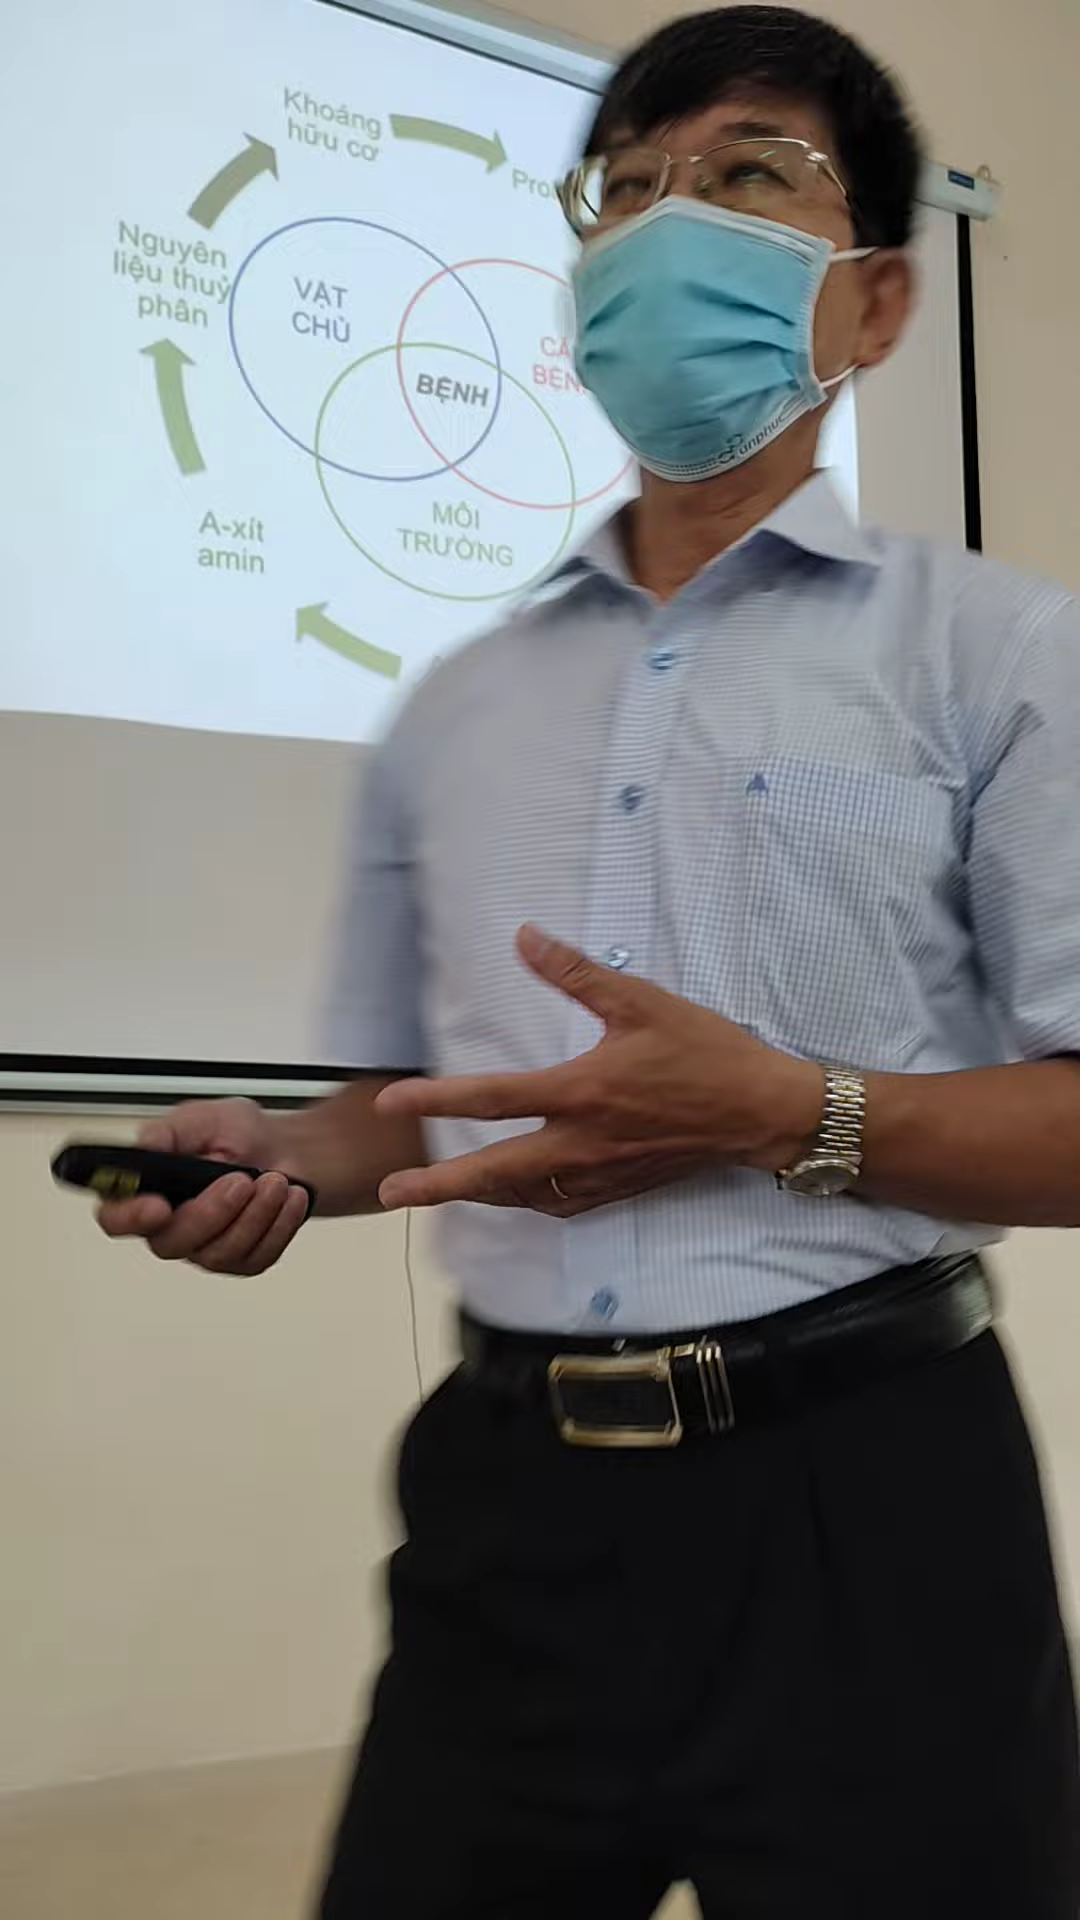 Khoáng
hữu cơ
Nguyên
liệu thuỷ
phân
VẬT
CHỦ
BỆNH
MÔI
TRƯỜNG
A-xít
amin